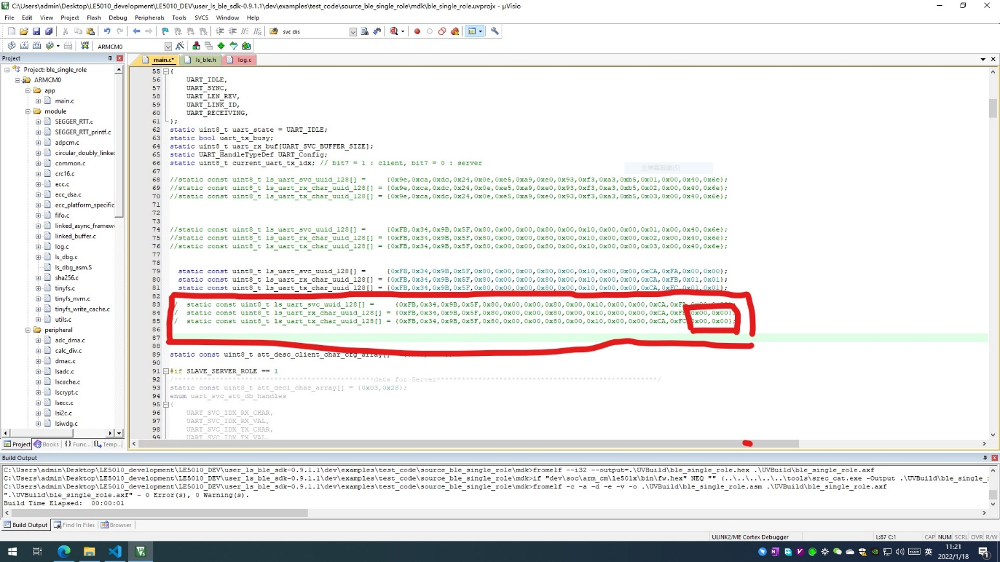 C:\Users\admin\Desktop\LE5010_development\LE5010_DEV\user_ls_ble_sdk-0.9.1.1\dev\examples\test_code\source_ble_single_role\mdk\ble_single_role.uvprojx - µVisio
File Edit View Project Flash Debug Peripherals Tools SVCS Window Help
svc dis
ARMCM0
Project
main.c* ls_ble.h log.c
Project: ble_single_role
ARMCM0
app
main.c
module
SEGGER_RTT.c
SEGGER_RTT_printf.c
adpcm.c
circular_doubly_linked
common.c
crc16.c
ecc.c
ecc_dsa.c
ecc_platform_specific
fifo.c
linked_async_framew
linked_buffer.c
log.c
ls_dbg.c
ls_dbg_asm.S
sha256.c
tinyfs.c
tinyfs_nvm.c
tinyfs_write_cache.c
utils.c
peripheral
adc_dma.c
calc_div.c
dmac.c
lsadc.c
lscache.c
lscrypt.c
lsecc.c
lsi2c.c
lsiwdg.c
Project Books {} Func... Temp...
55 {
56 UART_IDLE,
57 UART_SYNC,
58 UART_LEN_REV,
59 UART_LINK_ID,
60 UART_RECEIVING,
61 };
62 static uint8_t uart_state = UART_IDLE;
63 static bool uart_tx_busy;
64 static uint8_t uart_rx_buf[UART_SVC_BUFFER_SIZE];
65 static UART_HandleTypeDef UART_Config;
66 static uint8_t current_uart_tx_idx; // bit7 = 1 : client, bit7 = 0 : server
全屏幕截图(S)
67
68 //static const uint8_t ls_uart_svc_uuid_128[] = {0x9e,0xca,0xdc,0x24,0x0e,0xe5,0xa9,0xe0,0x93,0xf3,0xa3,0xb5,0x01,0x00,0x40,0x6e};
69 //static const uint8_t ls_uart_rx_char_uuid_128[] = {0x9e,0xca,0xdc,0x24,0x0e,0xe5,0xa9,0xe0,0x93,0xf3,0xa3,0xb5,0x02,0x00,0x40,0x6e};
70 //static const uint8_t ls_uart_tx_char_uuid_128[] = {0x9e,0xca,0xdc,0x24,0x0e,0xe5,0xa9,0xe0,0x93,0xf3,0xa3,0xb5,0x03,0x00,0x40,0x6e};
71
72
73
74 //static const uint8_t ls_uart_svc_uuid_128[] = {0xFB,0x34,0x9B,0x5F,0x80,0x00,0x00,0x80,0x00,0x10,0x00,0x00,0x01,0x00,0x40,0x6e};
75 //static const uint8_t ls_uart_rx_char_uuid_128[] = {0xFB,0x34,0x9B,0x5F,0x80,0x00,0x00,0x80,0x00,0x10,0x00,0x00,0x02,0x00,0x40,0x6e};
76 //static const uint8_t ls_uart_tx_char_uuid_128[] = {0xFB,0x34,0x9B,0x5F,0x80,0x00,0x00,0x80,0x00,0x10,0x00,0x00,0x03,0x00,0x40,0x6e};
77
78
79 static const uint8_t ls_uart_svc_uuid_128[] = {0xFB,0x34,0x9B,0x5F,0x80,0x00,0x00,0x80,0x00,0x10,0x00,0x00,0xCA,0xFA,0x00,0x00};
80 static const uint8_t ls_uart_rx_char_uuid_128[] = {0xFB,0x34,0x9B,0x5F,0x80,0x00,0x00,0x80,0x00,0x10,0x00,0x00,0xCA,0xFB,0x01,0x01};
81 static const uint8_t ls_uart_tx_char_uuid_128[] = {0xFB,0x34,0x9B,0x5F,0x80,0x00,0x00,0x80,0x00,0x10,0x00,0x00,0xCA,0xFC,0x01,0x01};
82
83 / static const uint8_t ls_uart_svc_uuid_128[] = {0xFB,0x34,0x9B,0x5F,0x80,0x00,0x00,0x80,0x00,0x10,0x00,0x00,0xCA,0xFA,0x00,0x00};
84 / static const uint8_t ls_uart_rx_char_uuid_128[] = {0xFB,0x34,0x9B,0x5F,0x80,0x00,0x00,0x80,0x00,0x10,0x00,0x00,0xCA,0xFB,0x00,0x00};
85 / static const uint8_t ls_uart_tx_char_uuid_128[] = {0xFB,0x34,0x9B,0x5F,0x80,0x00,0x00,0x80,0x00,0x10,0x00,0x00,0xCA,0xFC,0x00,0x00};
86
87
88
89 static const uint8_t att_desc_client_char_cfg_array[]
90
91 #if SLAVE_SERVER_ROLE == 1
92 data for Server
93 static const uint8_t att_decl_char_array[] = {0x03,0x28};
94 enum uart_svc_att_db_handles
95 {
96 UART_SVC_IDX_RX_CHAR,
97 UART_SVC_IDX_RX_VAL,
98 UART_SVC_IDX_TX_CHAR,
99 UART_SVC_IDX_TX_VAL,
Build Output
C:\Users\admin\Desktop\LE5010_development\LE5010_DEV\user_ls_ble_sdk-0.9.1.1\dev\examples\test_code\source_ble_single_role\mdk>fromelf --i32 --output=.\UVBuild\ble_single_role.hex .\UVBuild\ble_single_role.axf
C:\Users\admin\Desktop\LE5010_development\LE5010_DEV\user_ls_ble_sdk-0.9.1.1\dev\examples\test_code\source_ble_single_role\mdk>if "dev\soc\arm_cm\le501x\bin\fw.hex" NEQ "" (..\..\..\..\..\tools\srec_cat.exe -Output .\UVBuild\ble_single_
C:\Users\admin\Desktop\LE5010_development\LE5010_DEV\user_ls_ble_sdk-0.9.1.1\dev\examples\test_code\source_ble_single_role\mdk>fromelf -c -a -d -e -v -o .\UVBuild\ble_single_role.asm .\UVBuild\ble_single_role.axf
".\UVBuild\ble_single_role.axf" - 0 Error(s), 0 Warning(s).
Build Time Elapsed: 00:00:01
Build Output Find In Files Browser
ULINK2/ME Cortex Debugger L:87 C:1 CAP NUM SCRL OVR R/W
英 11:21
2022/1/18